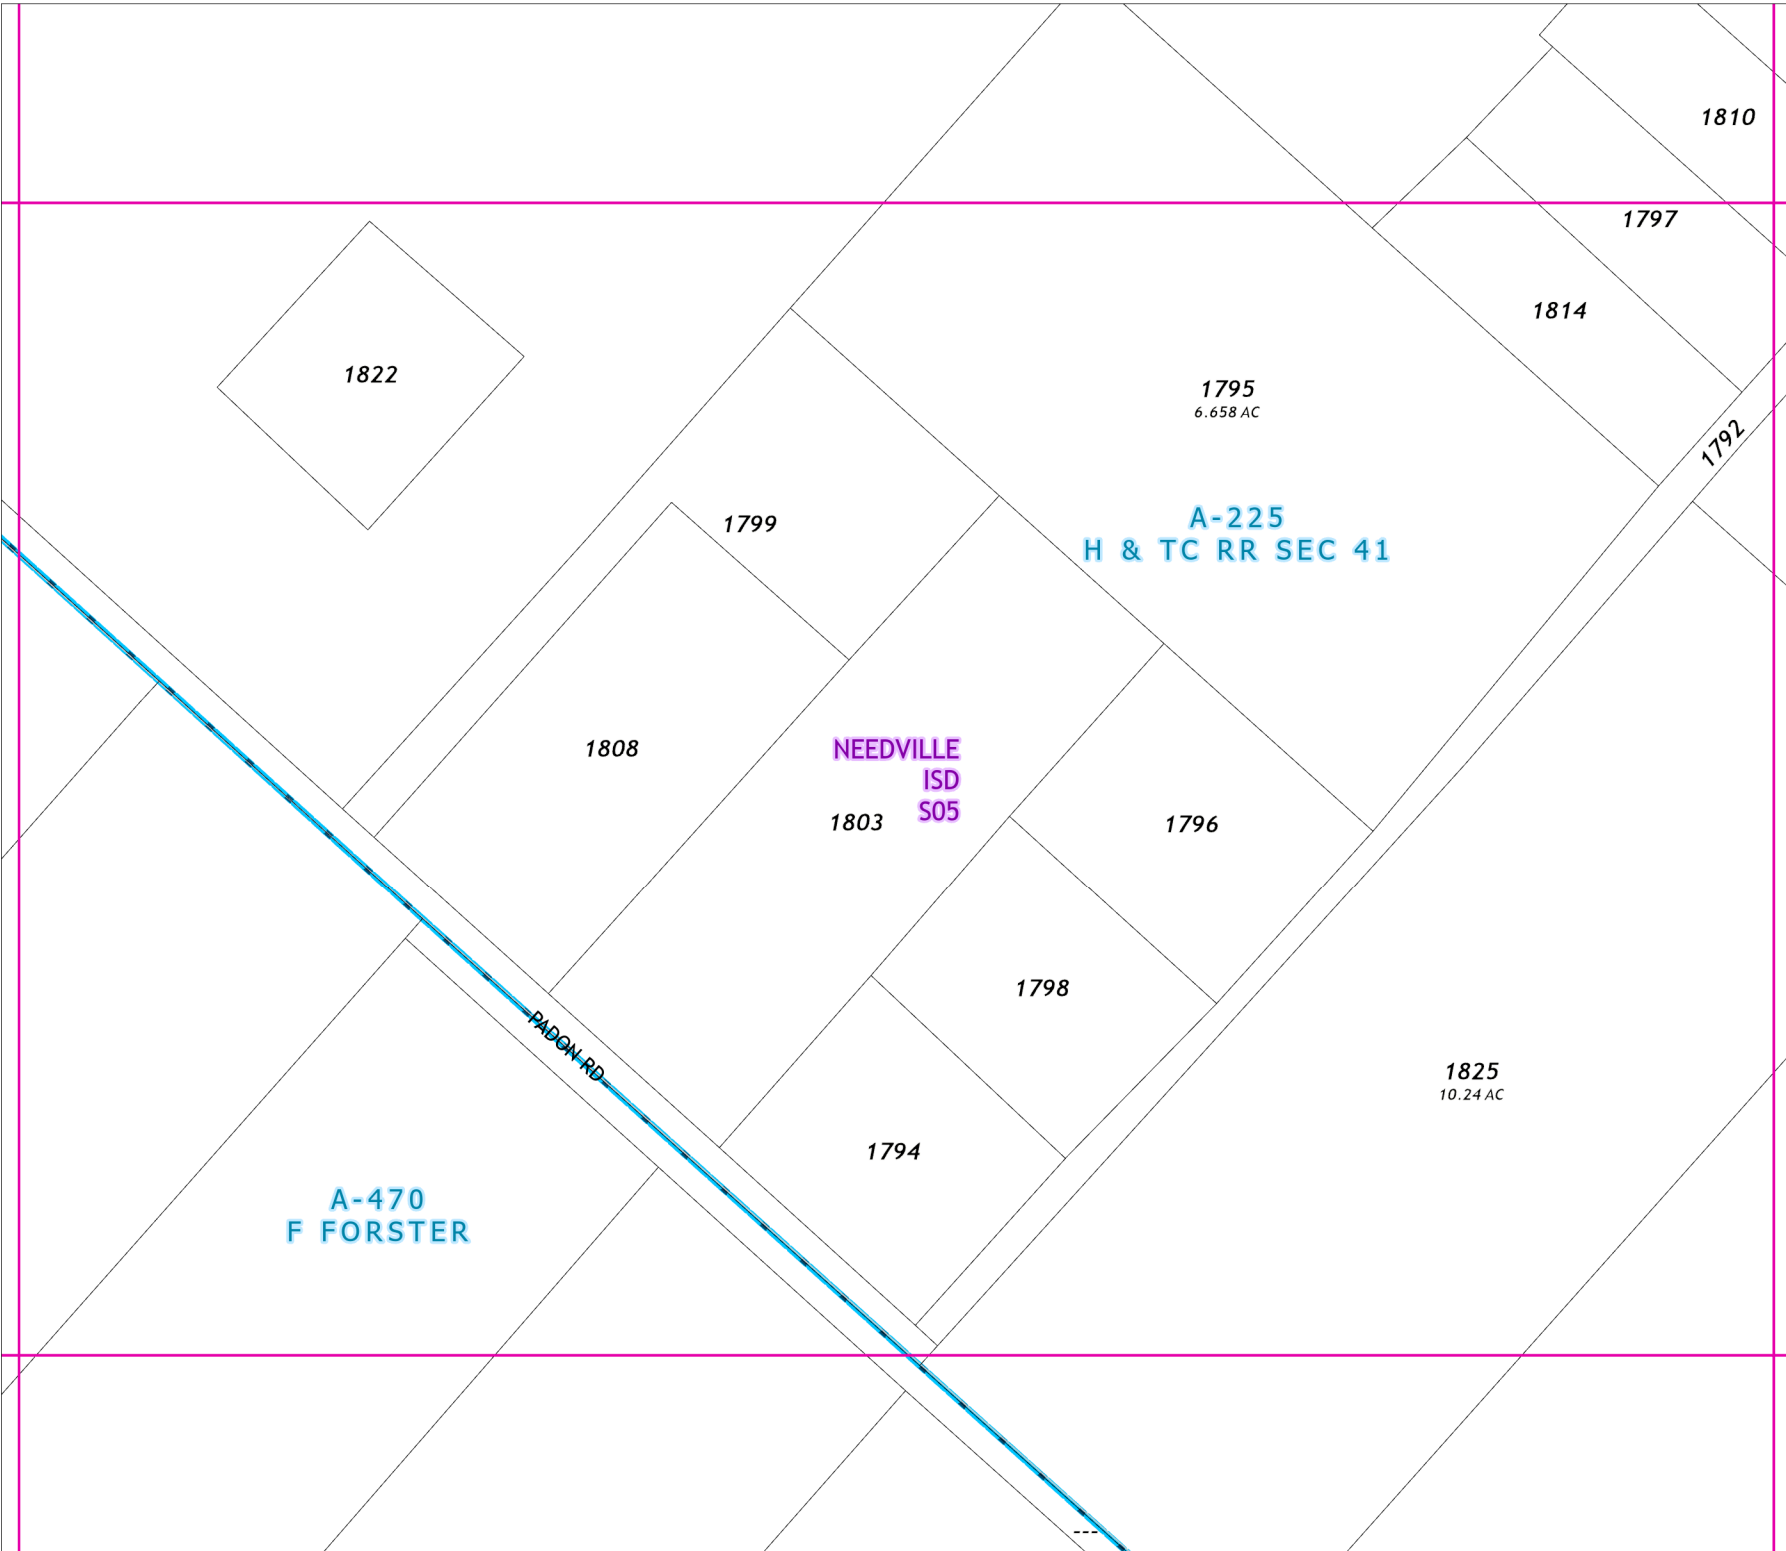 1810
1797
1814
1822
1795
6.658 AC
1792
A-225
H & TC RR SEC 41
1799
1808
NEEDVILLE
ISD
S05
1803
1796
1798
PADON RD
1825
10.24 AC
1794
A-470
F FORSTER
---